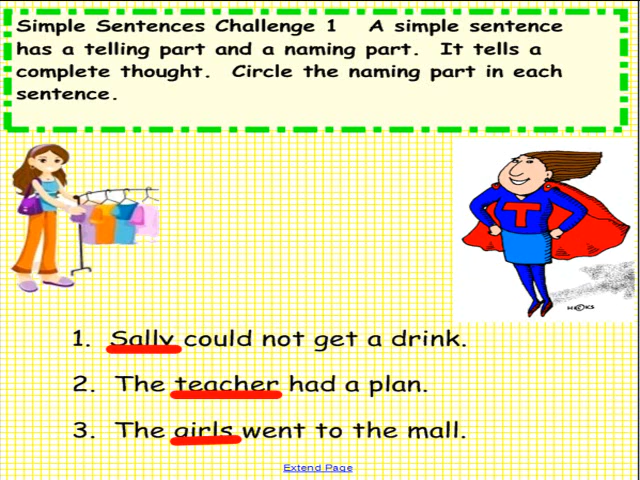 Simple Sentences Challenge 1 A simple sentence
has a telling part and a naming part. It tells a
complete thought. Circle the naming part in each
sentence.
T
HACKS
1. Sally could not get a drink.
2. The teacher had a plan.
3. The girls went to the mall.
Extend Page